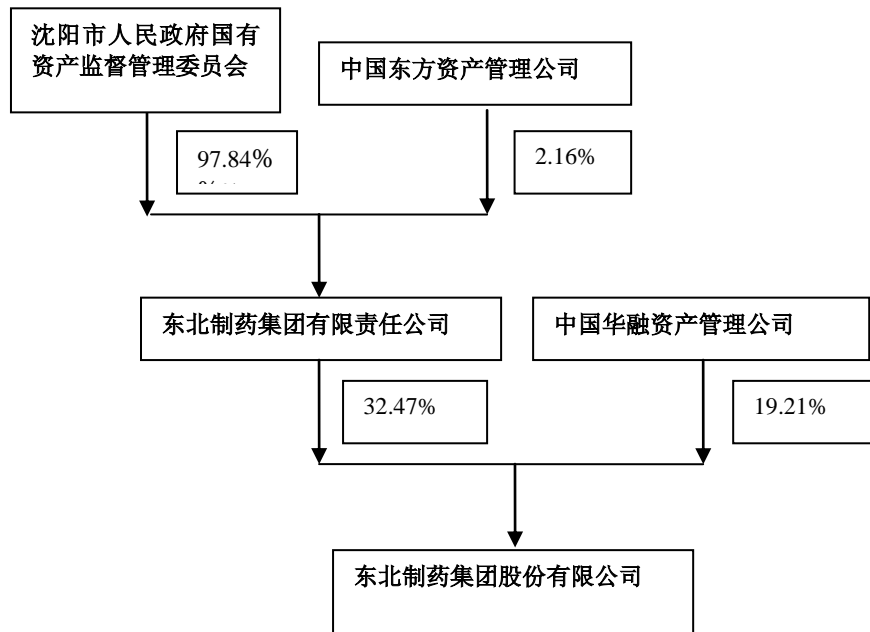 沈阳市人民政府国有
资产监督管理委员会
中国东方资产管理公司
97.84%
2.16%
东北制药集团有限责任公司
中国华融资产管理公司
32.47%
19.21%
东北制药集团股份有限公司